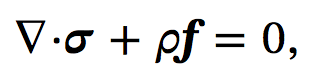 ∇·𝝈 + ρ𝒇 = 0,